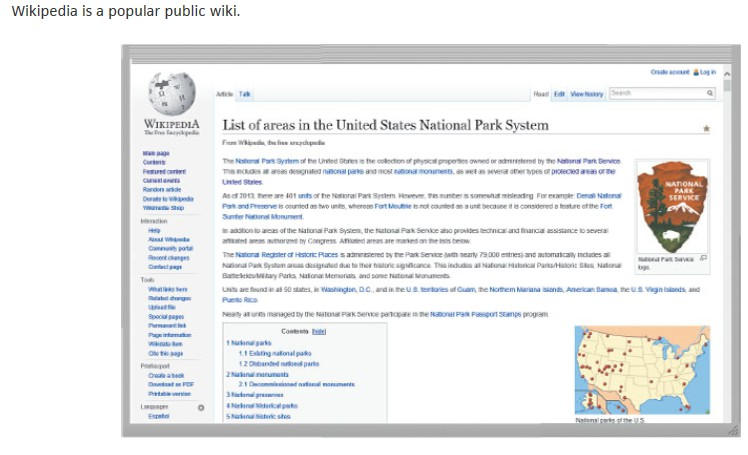 Wikipedia is a popular public wiki.
Create account Log in
Article Talk
Read Edit View history Search
WIKIPEDIA
The Free Encyclopedia
List of areas in the United States National Park System
From Wikipedia, the free encyclopedia
Main page
Contents
Featured content
Current events
Random article
Donate to Wikipedia
Wikimedia Shop
Interaction
Help
About Wikipedia
Community portal
Recent changes
Contact page
Tools
What links here
Related changes
Upload file
Special pages
Permanent link
Page information
Wikidata item
Cite this page
Print/export
Create a book
Download as PDF
Printable version
Languages
Español
The National Park System of the United States is the collection of physical properties owned or administered by the National Park Service.
This includes all areas designated national parks and most national monuments, as well as several other types of protected areas of the
United States.
As of 2013, there are 401 units of the National Park System. However, this number is somewhat misleading. For example, Denali National
Park and Preserve is counted as two units, whereas Fort Moultrie is not counted as a unit because it is considered a feature of the Fort
Sumter National Monument.
In addition to areas of the National Park System, the National Park Service also provides technical and financial assistance to several
affiliated areas authorized by Congress. Affiliated areas are marked on the lists below.
The National Register of Historic Places is administered by the Park Service (with nearly 79,000 entries) and automatically includes all
National Park System areas designated due to their historic significance. This includes all National Historical Parks/Historic Sites, National
Battlefields/Military Parks, National Memorials, and some National Monuments.
Units are found in all 50 states, in Washington, D.C., and in the U.S. territories of Guam, the Northern Mariana Islands, American Samoa, the U.S. Virgin Islands, and
Puerto Rico.
Nearly all units managed by the National Park Service participate in the National Park Passport Stamps program.
NATIONAL
PARK
SERVICE
National Park Service
logo.
Contents [hide]
1 National parks
1.1 Existing national parks
1.2 Disbanded national parks
2 National monuments
2.1 Decommissioned national monuments
3 National preserves
4 National historical parks
5 National historic sites
National parks of the U.S.